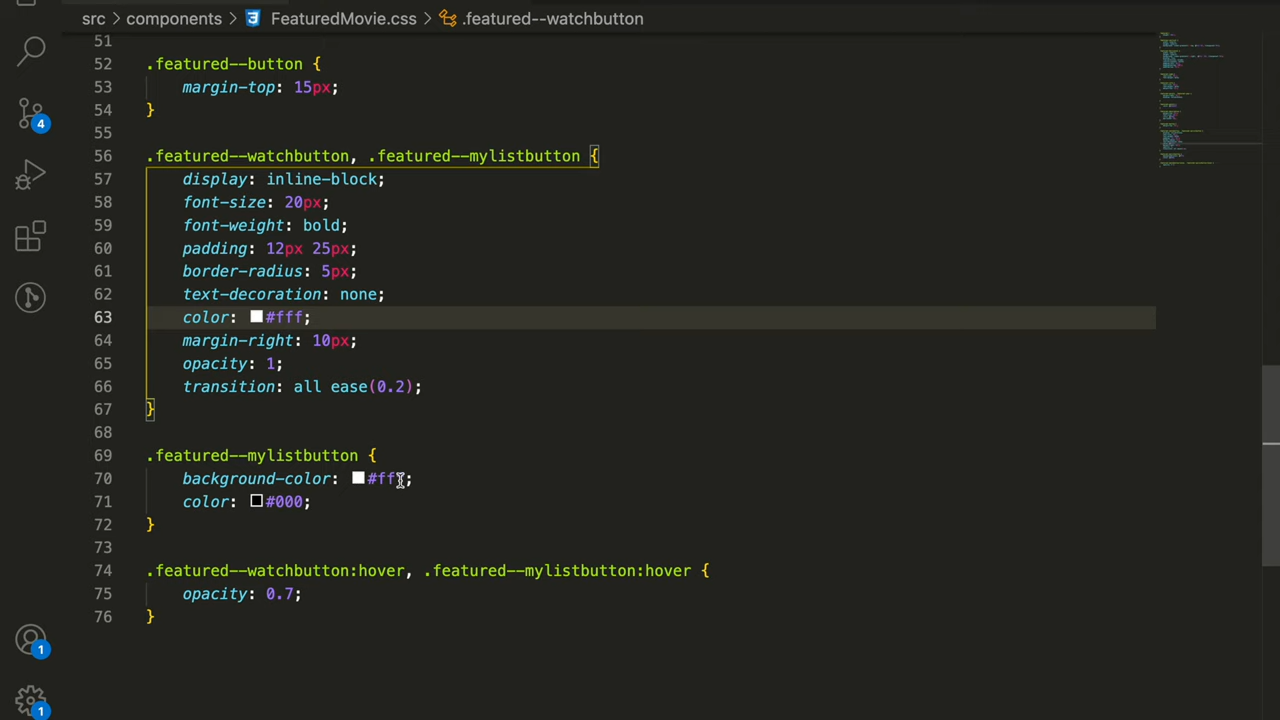 src > components > FeaturedMovie.css > .featured--watchbutton
51
52 .featured--button {
53 margin-top: 15px;
54 }
55
56 .featured--watchbutton, .featured--mylistbutton {
57 display: inline-block;
58 font-size: 20px;
59 font-weight: bold;
60 padding: 12px 25px;
61 border-radius: 5px;
62 text-decoration: none;
63 color: #fff;
64 margin-right: 10px;
65 opacity: 1;
66 transition: all ease(0.2);
67 }
68
69 .featured--mylistbutton {
70 background-color: #fff;
71 color: #000;
72 }
73
74 .featured--watchbutton:hover, .featured--mylistbutton:hover {
75 opacity: 0.7;
76 }
4
1
1